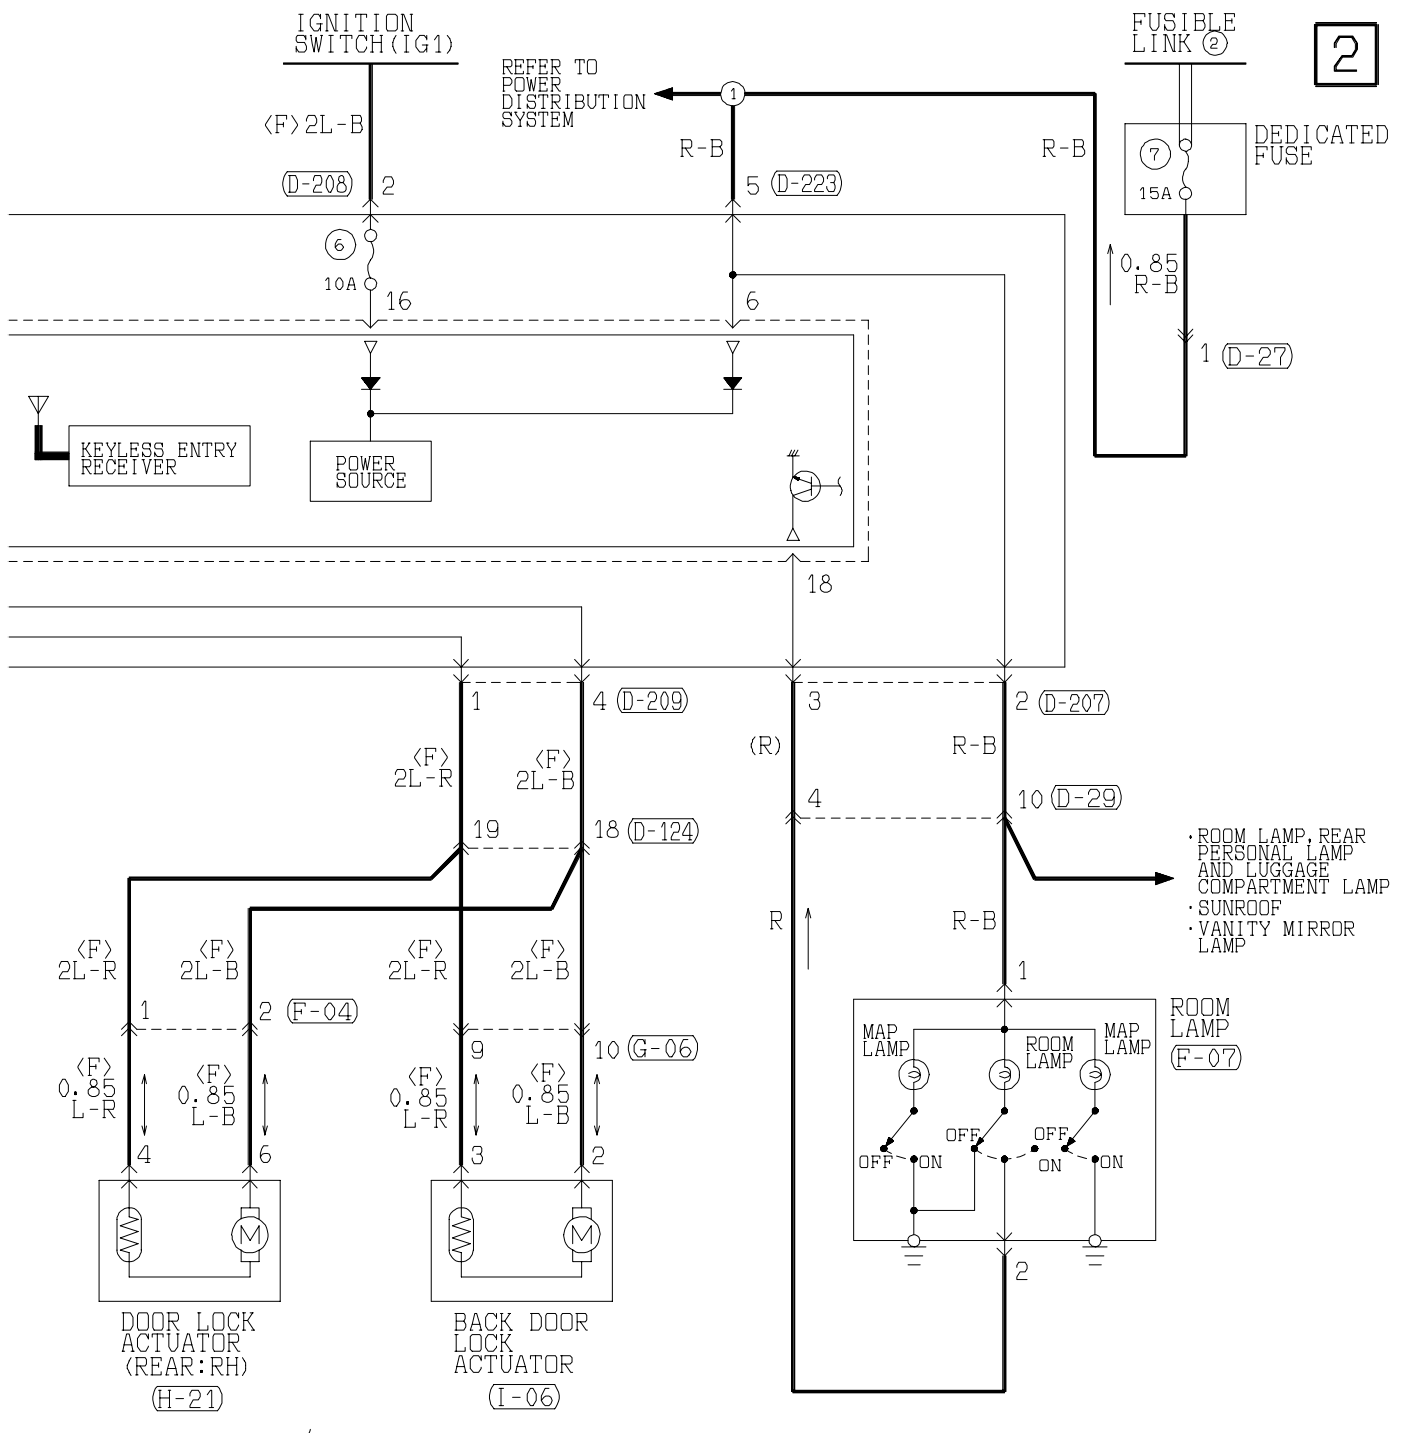 IGNITION
SWITCH(IG1)
FUSIBLE
LINK ②
2
REFER TO
POWER
DISTRIBUTION
SYSTEM
1
<F>2L-B
R-B
R-B
7
15A
DEDICATED
FUSE
D-208
2
5
D-223
6
10A
16
6
0.85
R-B
1
D-27
KEYLESS ENTRY
RECEIVER
POWER
SOURCE
18
1
4
D-209
3
2
D-207
<F>
2L-R
<F>
2L-B
(R)
R-B
19
18
D-124
4
10
D-29
・ROOM LAMP,REAR
PERSONAL LAMP
AND LUGGAGE
COMPARTMENT LAMP
・SUNROOF
・VANITY MIRROR
LAMP
<F>
2L-R
<F>
2L-B
<F>
2L-R
<F>
2L-B
R
R-B
1
1
2
F-04
9
10
G-06
ROOM
LAMP
F-07
MAP
LAMP
ROOM
LAMP
MAP
LAMP
<F>
0.85
L-R
<F>
0.85
L-B
<F>
0.85
L-R
<F>
0.85
L-B
OFF
ON
OFF
ON
OFF
ON
4
6
3
2
M
M
2
DOOR LOCK
ACTUATOR
(REAR:RH)
H-21
BACK DOOR
LOCK
ACTUATOR
I-06